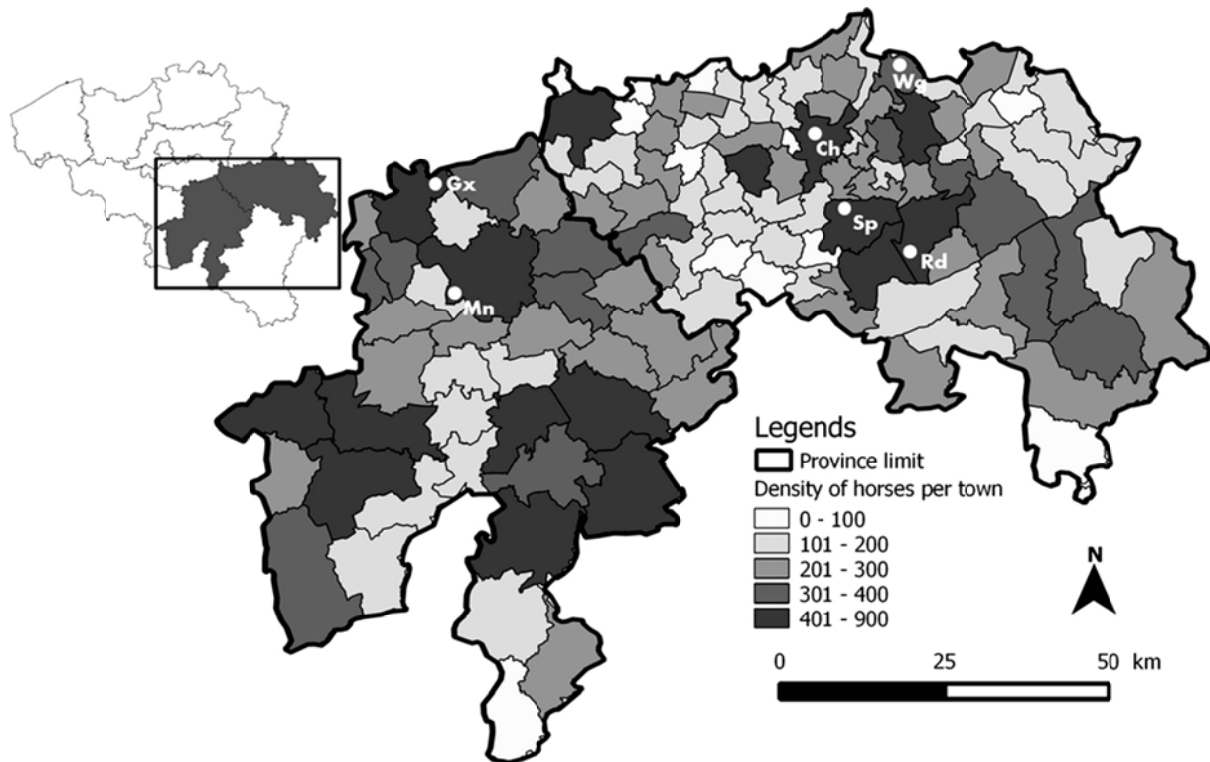 Wg
Ch
Gx
Sp
Rd
Mn
Legends
Province limit
Density of horses per town
0 - 100
101 - 200
201 - 300
301 - 400
401 - 900
N
0 25 50 km